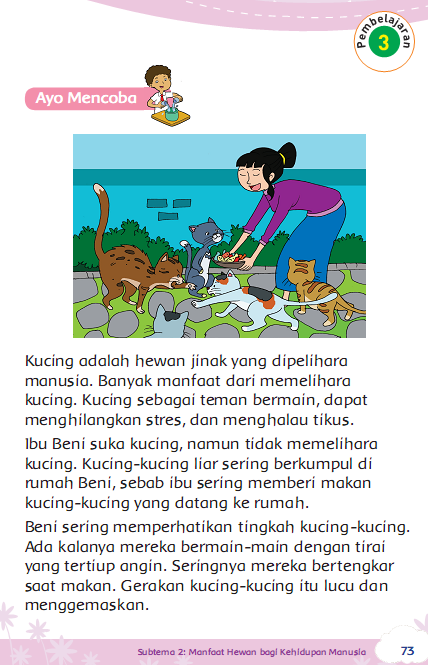 Pembelajaran
3
Ayo Mencoba
Kucing adalah hewan jinak yang dipelihara
manusia. Banyak manfaat dari memelihara
kucing. Kucing sebagai teman bermain, dapat
menghilangkan stres, dan menghalau tikus.
Ibu Beni suka kucing, namun tidak memelihara
kucing. Kucing-kucing liar sering berkumpul di
rumah Beni, sebab ibu sering memberi makan
kucing-kucing yang datang ke rumah.
Beni sering memperhatikan tingkah kucing-kucing.
Ada kalanya mereka bermain-main dengan tirai
yang tertiup angin. Seringnya mereka bertengkar
saat makan. Gerakan kucing-kucing itu lucu dan
menggemaskan.
Subtema 2: Manfaat Hewan bagi Kehidupan Manusia
73